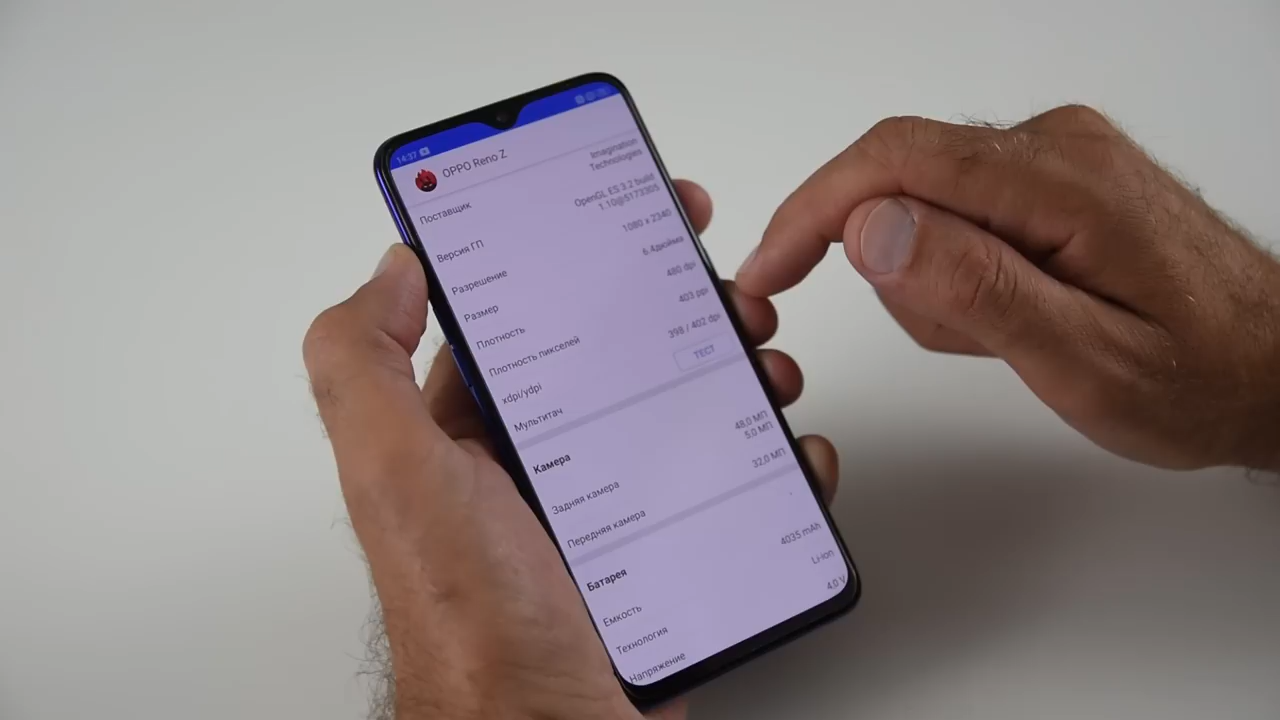 14:37
OPPO Reno Z
Imagination
Technologies
Поставщик
OpenGL ES 3.2 build
1.10@5173305
Версия ГП
1080 x 2340
Разрешение
6.4дюйма
Размер
480 dpi
Плотность
403 ppi
Плотность пикселей
398 / 402 dpi
xdpi/ydpi
ТЕСТ
Мультитач
Камера
48,0 МП
5,0 МП
Задняя камера
32,0 МП
Передняя камера
Батарея
4035 mAh
Емкость
Li-ion
Технология
4.0 V
Напряжение